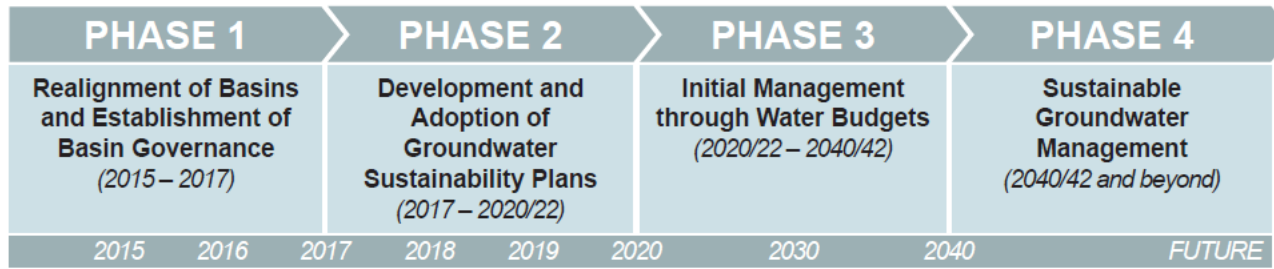 PHASE 1
Realignment of Basins
and Establishment of
Basin Governance
(2015 – 2017)
PHASE 2
Development and
Adoption of
Groundwater
Sustainability Plans
(2017 – 2020/22)
PHASE 3
Initial Management
through Water Budgets
(2020/22 – 2040/42)
PHASE 4
Sustainable
Groundwater
Management
(2040/42 and beyond)
2015 2016 2017 2018 2019 2020 2030 2040 FUTURE